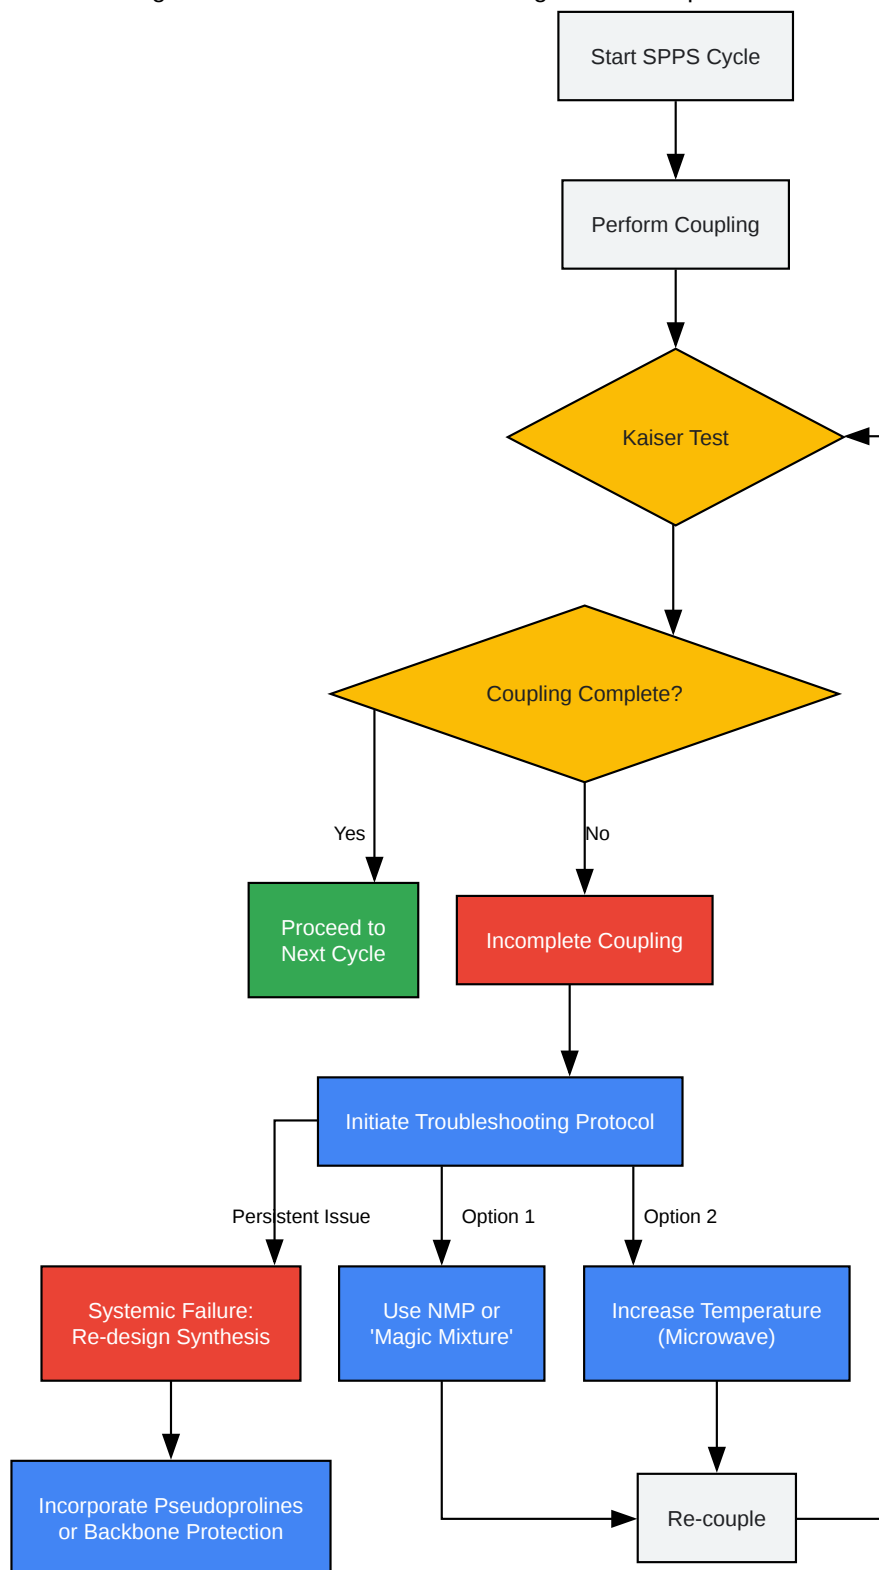 Start SPPS Cycle
Perform Coupling
Kaiser Test
Coupling Complete?
Yes
No
Proceed to
Next Cycle
Incomplete Coupling
Initiate Troubleshooting Protocol
Persistent Issue
Option 1
Option 2
Systemic Failure:
Re-design Synthesis
Use NMP or
'Magic Mixture'
Increase Temperature
(Microwave)
Incorporate Pseudoprolines
or Backbone Protection
Re-couple